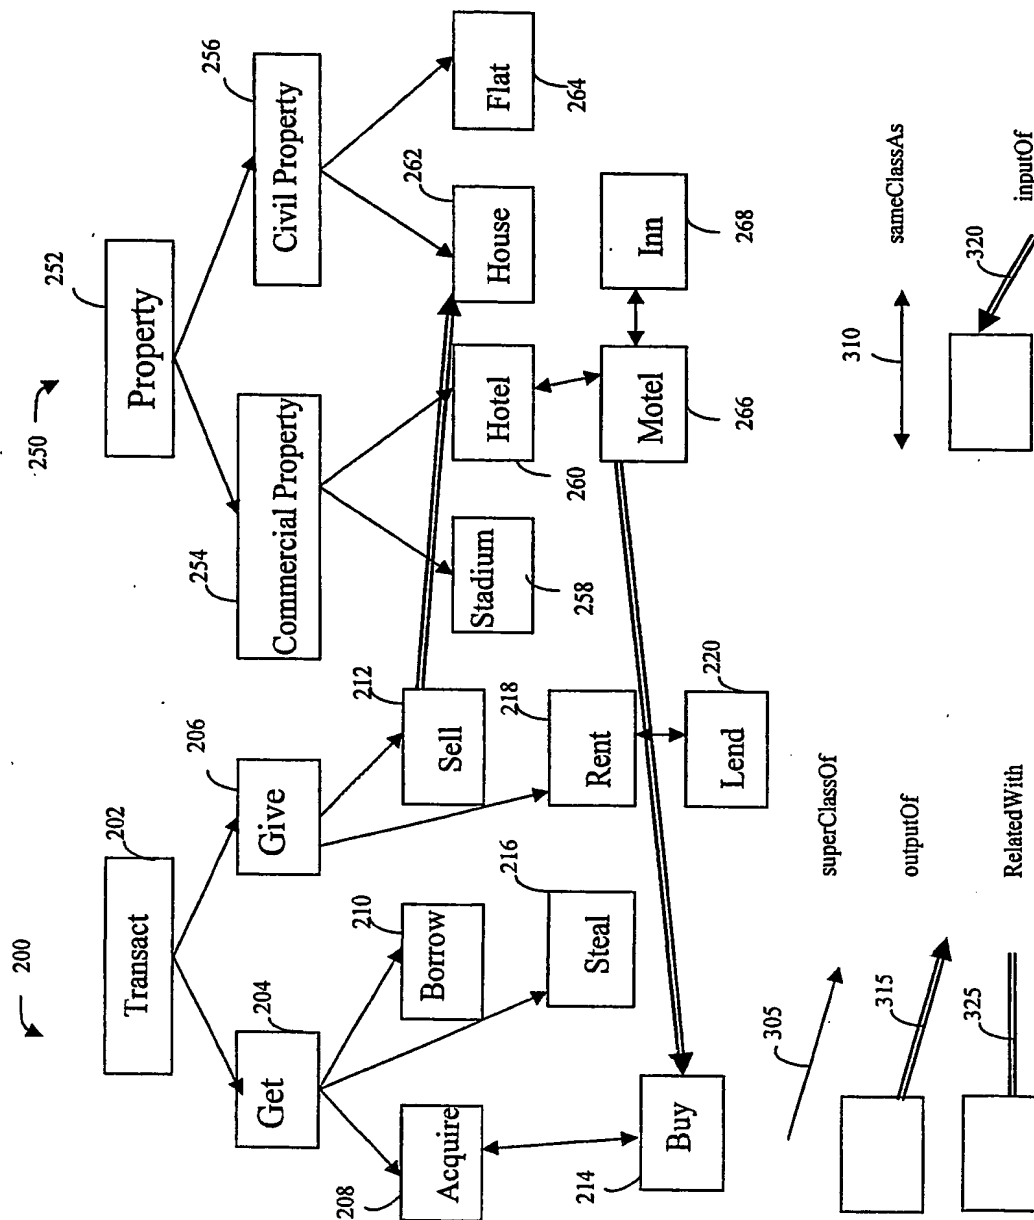 200
250
Transact
202
Property
252
Get
204
Give
206
Commercial Property
254
Civil Property
256
Acquire
208
Borrow
210
Sell
212
Stadium
258
Hotel
260
House
262
Flat
264
Buy
214
Steal
216
Rent
218
Lend
220
Motel
266
Inn
268
305
superClassOf
310
sameClassAs
315
outputOf
320
inputOf
325
RelatedWith